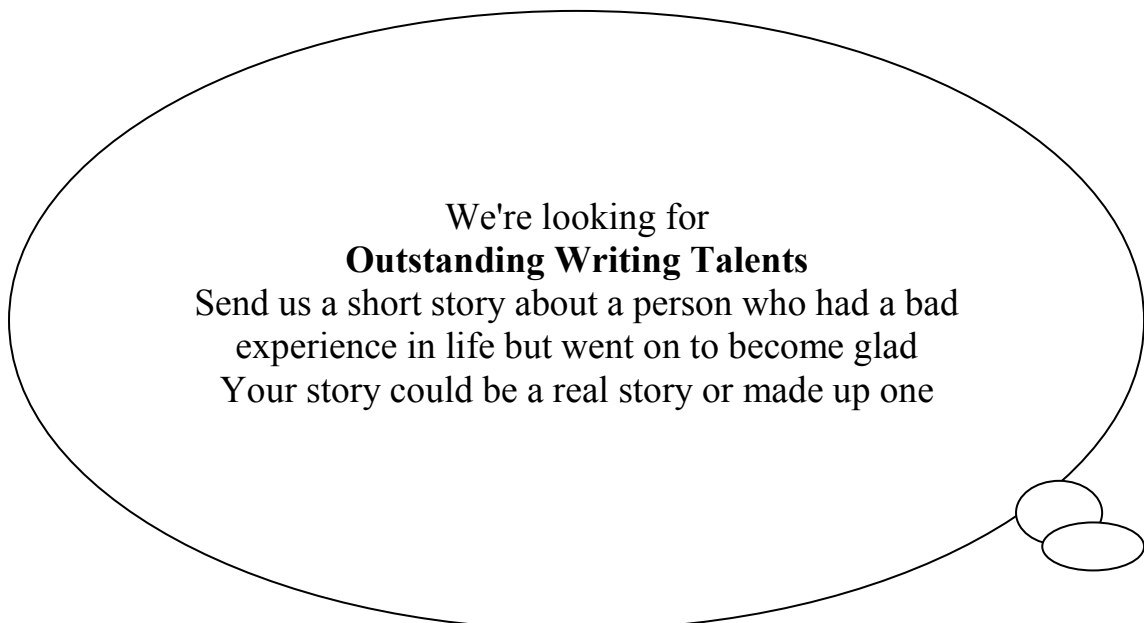 We're looking for
Outstanding Writing Talents
Send us a short story about a person who had a bad
experience in life but went on to become glad
Your story could be a real story or made up one